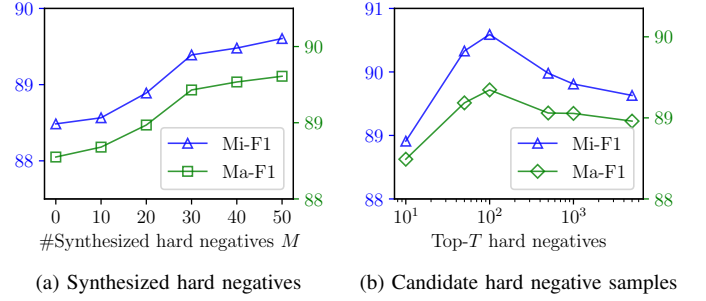 90
89
88
90
89
88
Mi-F1
Ma-F1
0 10 20 30 40 50
#Synthesized hard negatives M
(a) Synthesized hard negatives
91
90
89
88
90
89
88
Mi-F1
Ma-F1
10¹ 10² 10³
Top-T hard negatives
(b) Candidate hard negative samples